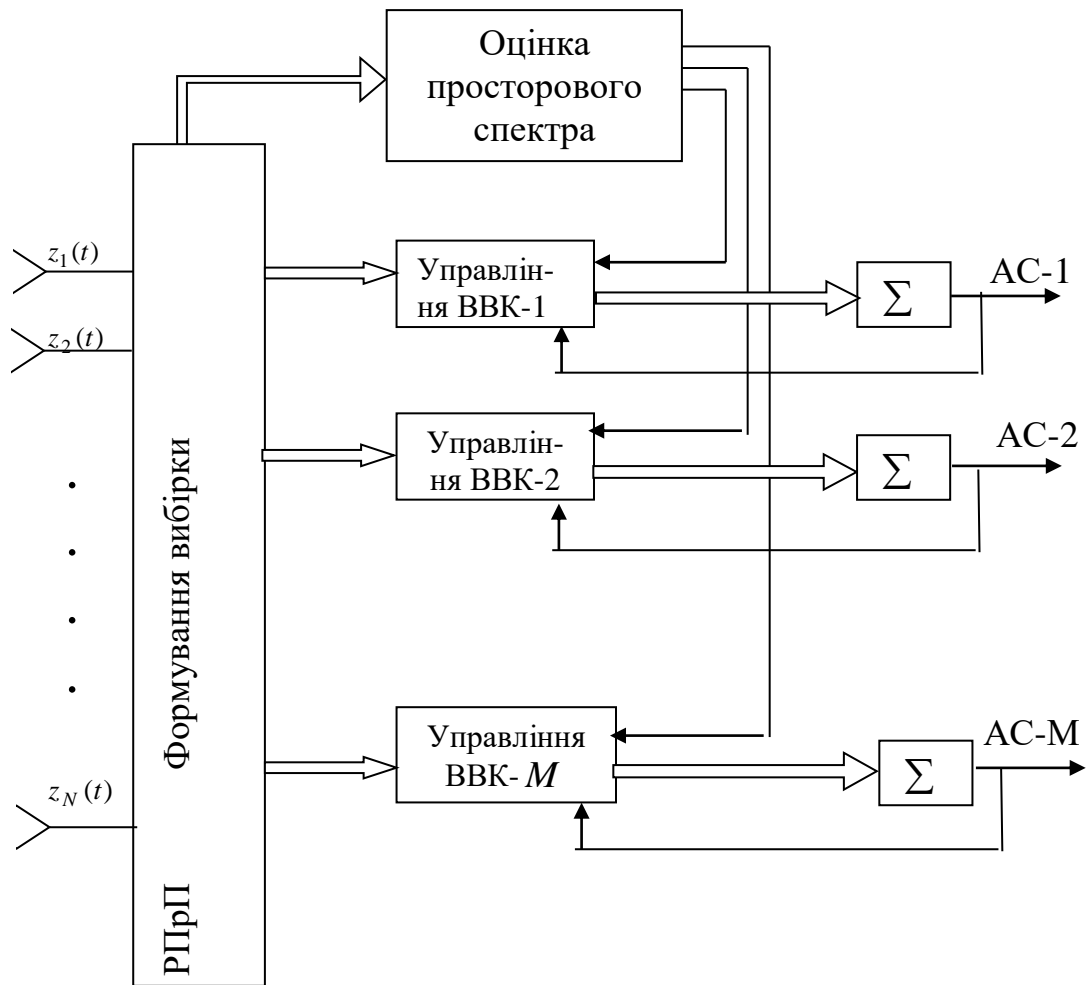 Оцінка
просторового
спектра
z₁(t)
z₂(t)
z_N(t)
РПрП Формування вибірки
Управлін-
ня ВВК-1
Σ
АС-1
Управлін-
ня ВВК-2
Σ
АС-2
Управління
ВВК- M
Σ
АС-М